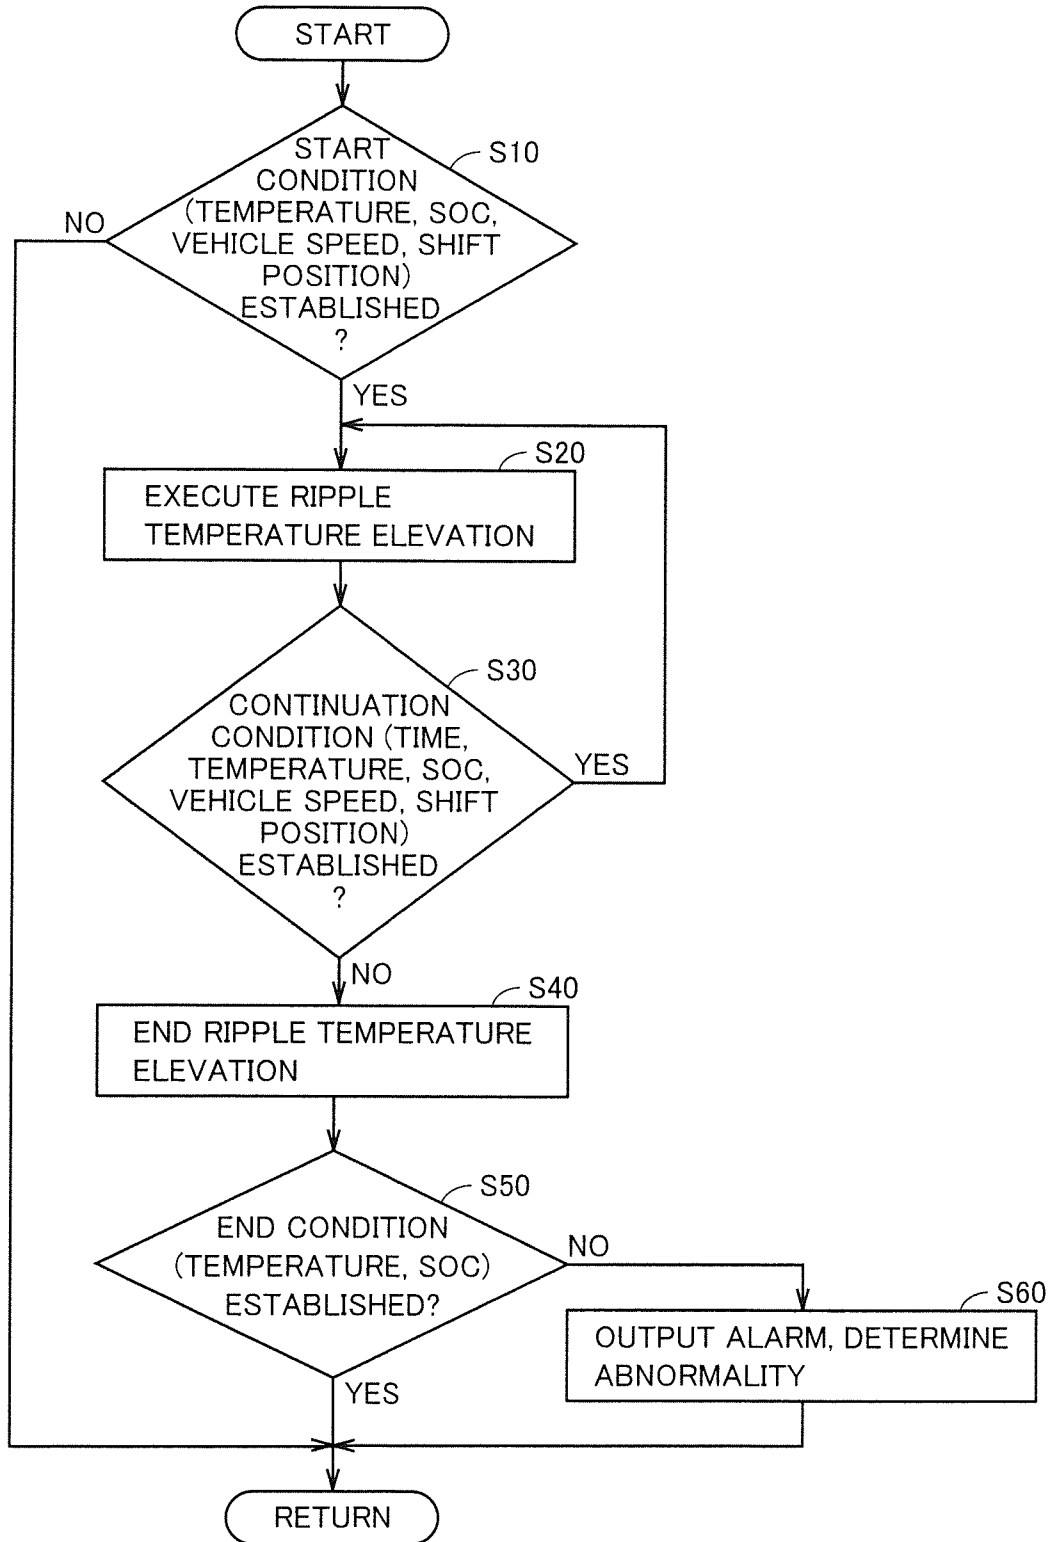 START
S10
START
CONDITION
(TEMPERATURE, SOC,
VEHICLE SPEED, SHIFT
POSITION)
ESTABLISHED
?
NO
YES
S20
EXECUTE RIPPLE
TEMPERATURE ELEVATION
S30
CONTINUATION
CONDITION (TIME,
TEMPERATURE, SOC,
VEHICLE SPEED, SHIFT
POSITION)
ESTABLISHED
?
YES
NO
S40
END RIPPLE TEMPERATURE
ELEVATION
S50
END CONDITION
(TEMPERATURE, SOC)
ESTABLISHED?
NO
S60
OUTPUT ALARM, DETERMINE
ABNORMALITY
YES
RETURN